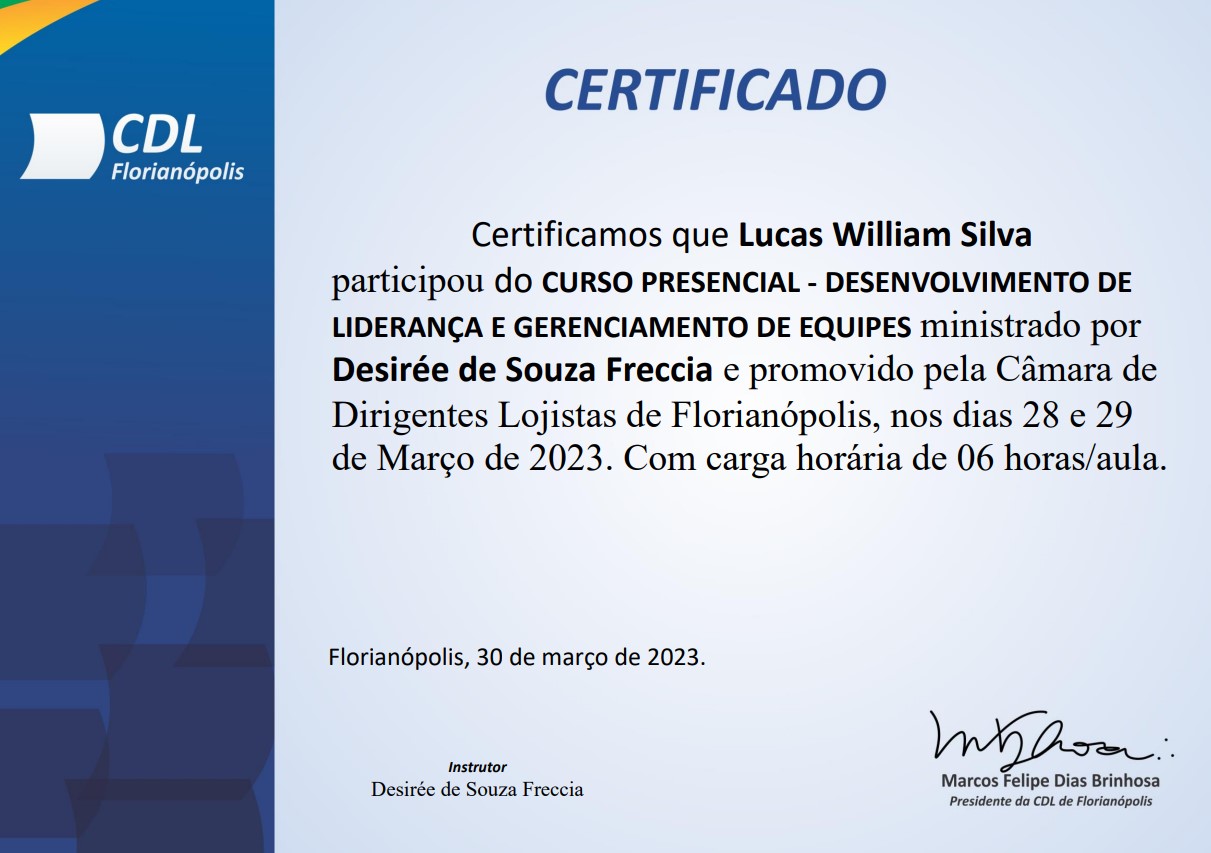 CDL
Florianópolis
CERTIFICADO
Certificamos que Lucas William Silva
participou do CURSO PRESENCIAL - DESENVOLVIMENTO DE
LIDERANÇA E GERENCIAMENTO DE EQUIPES ministrado por
Desirée de Souza Freccia e promovido pela Câmara de
Dirigentes Lojistas de Florianópolis, nos dias 28 e 29
de Março de 2023. Com carga horária de 06 horas/aula.
Florianópolis, 30 de março de 2023.
Instrutor
Desirée de Souza Freccia
Marcos Felipe Dias Brinhosa
Presidente da CDL de Florianópolis